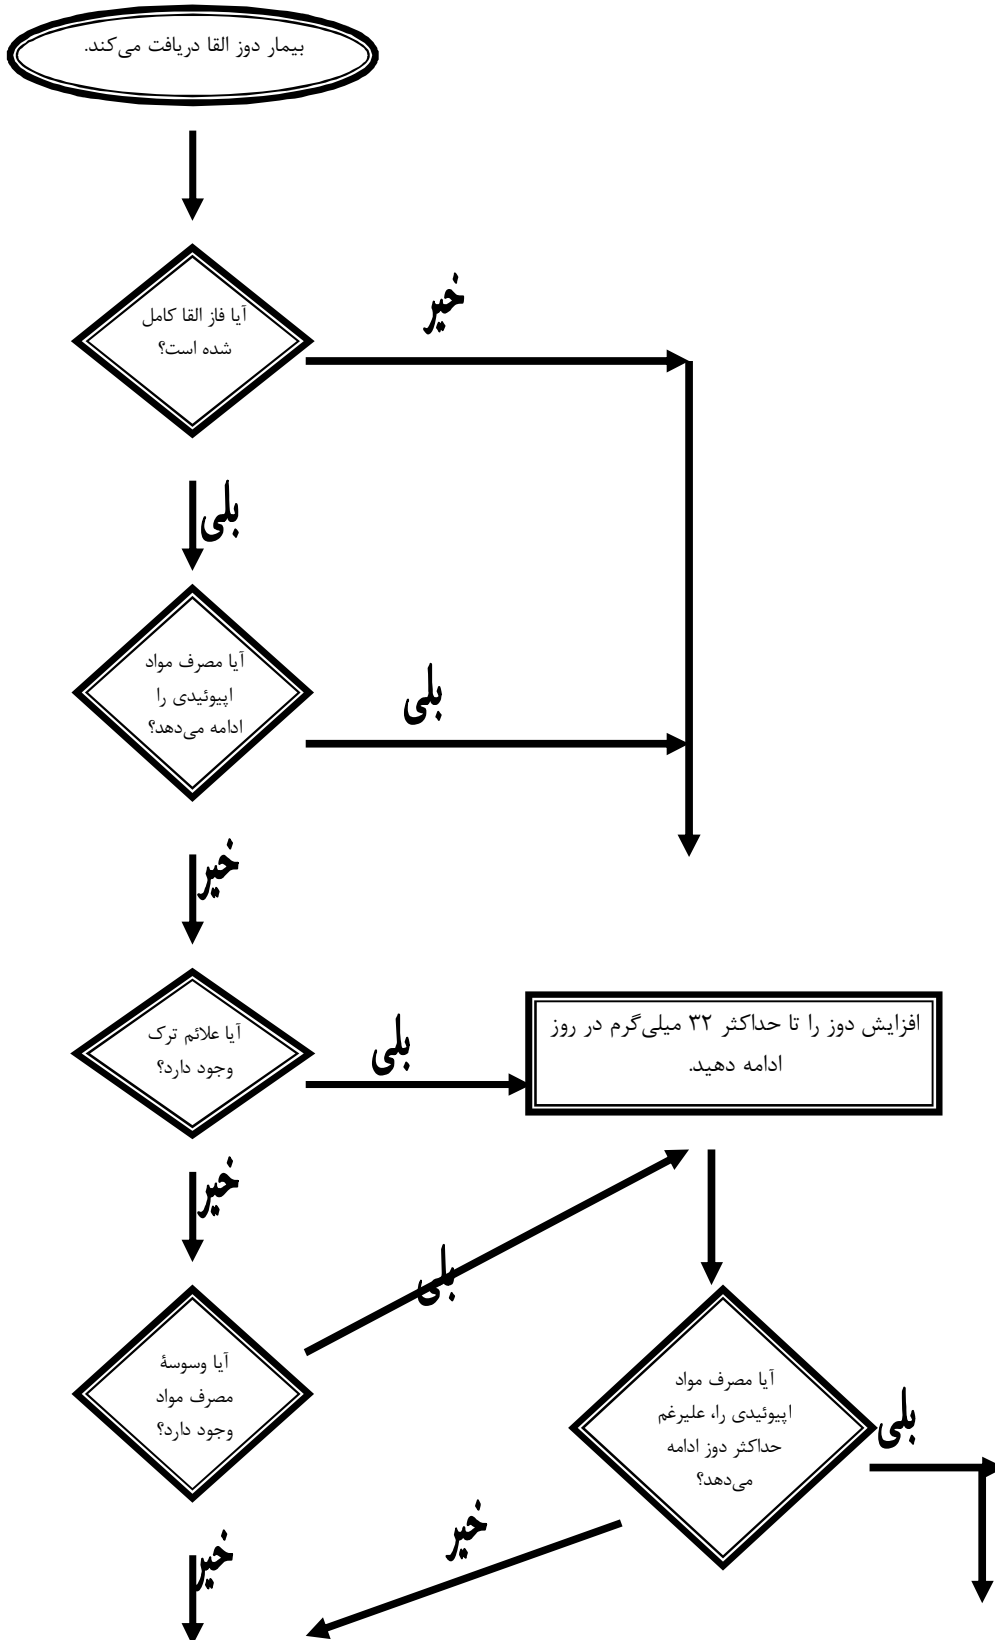 بیمار دوز القا دریافت می‌کند.
آیا فاز القا کامل
شده است؟
خیر
بلی
آیا مصرف مواد
اپیوئیدی را
ادامه می‌دهد؟
بلی
خیر
آیا علائم ترک
وجود دارد؟
بلی
افزایش دوز را تا حداکثر ۳۲ میلی‌گرم در روز
ادامه دهید.
خیر
بلی
آیا وسوسۀ
مصرف مواد
وجود دارد؟
آیا مصرف مواد
اپیوئیدی را، علیرغم
حداکثر دوز ادامه
می‌دهد؟
بلی
خیر
خیر